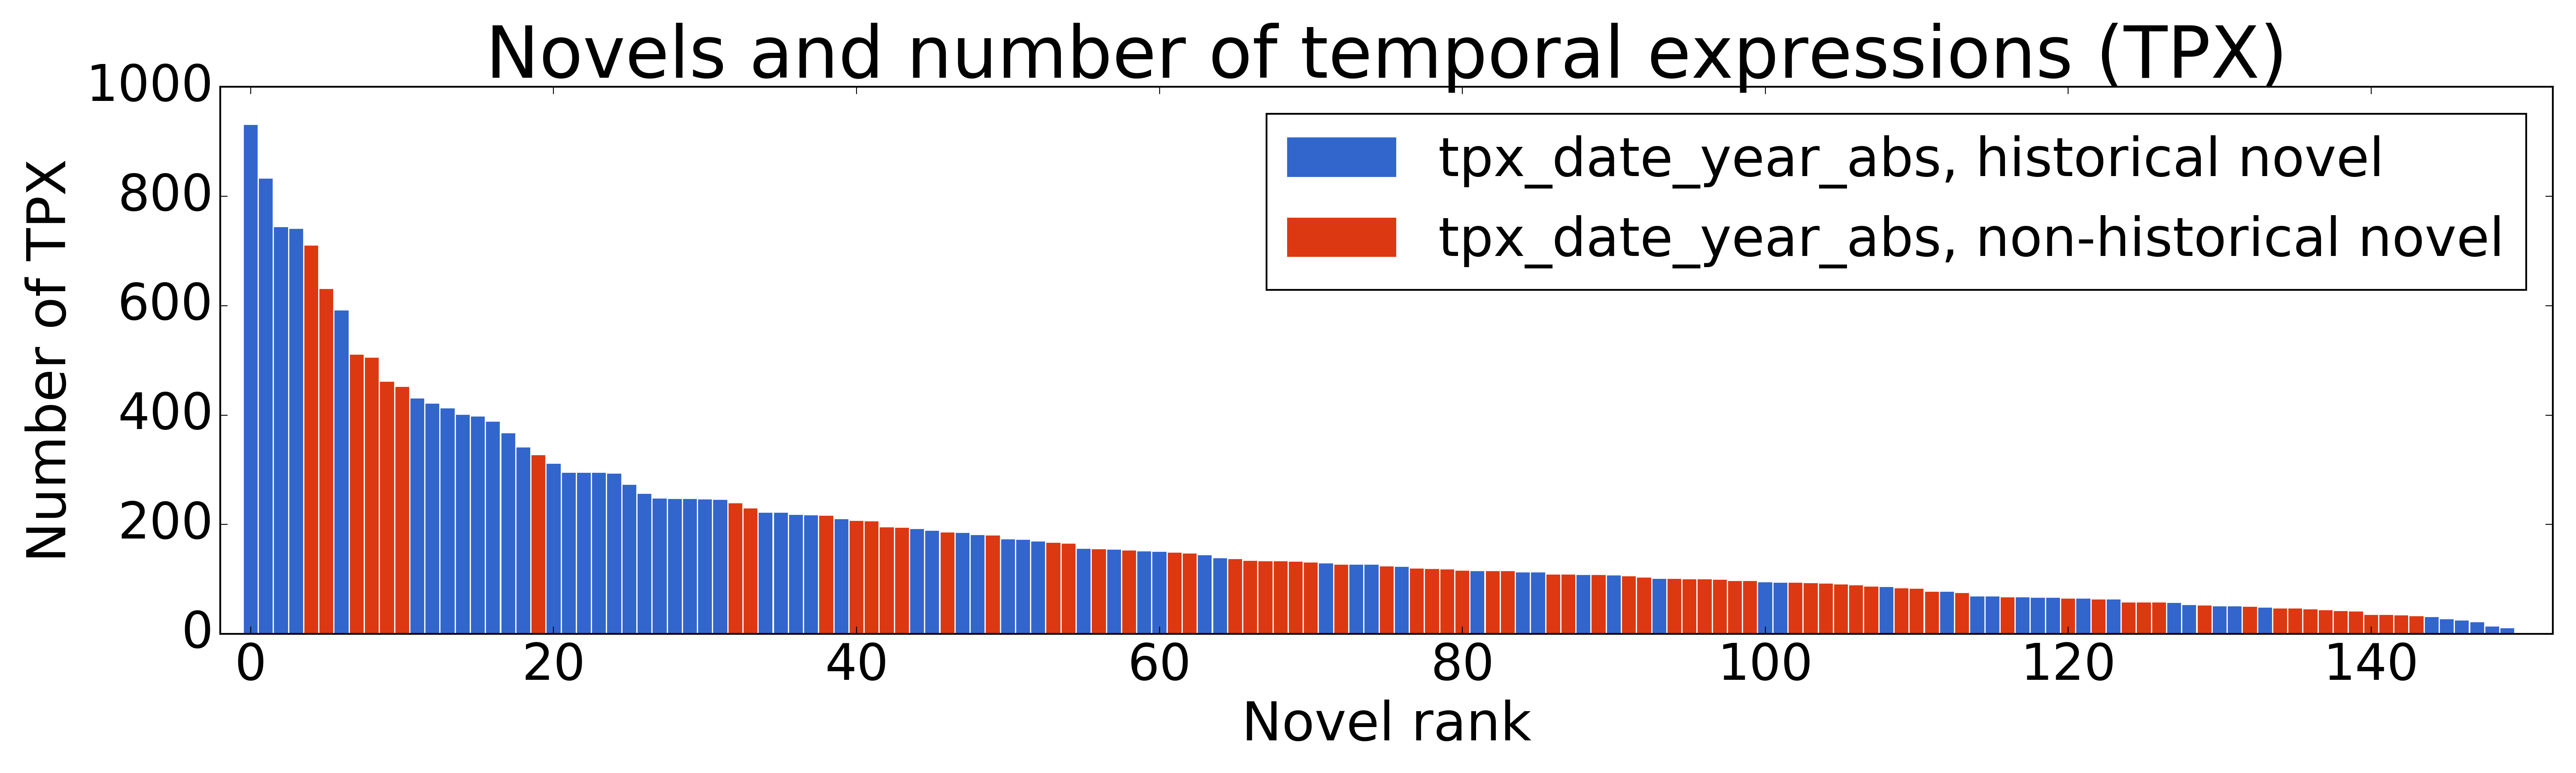 Novels and number of temporal expressions (TPX)
1000
800
600
400
200
0
Number of TPX
tpx_date_year_abs, historical novel
tpx_date_year_abs, non-historical novel
0 20 40 60 80 100 120 140
Novel rank